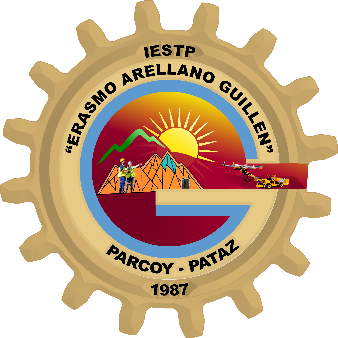 IESTP
“ERASMO ARELLANO GUILLEN”
PARCOY - PATAZ
1987